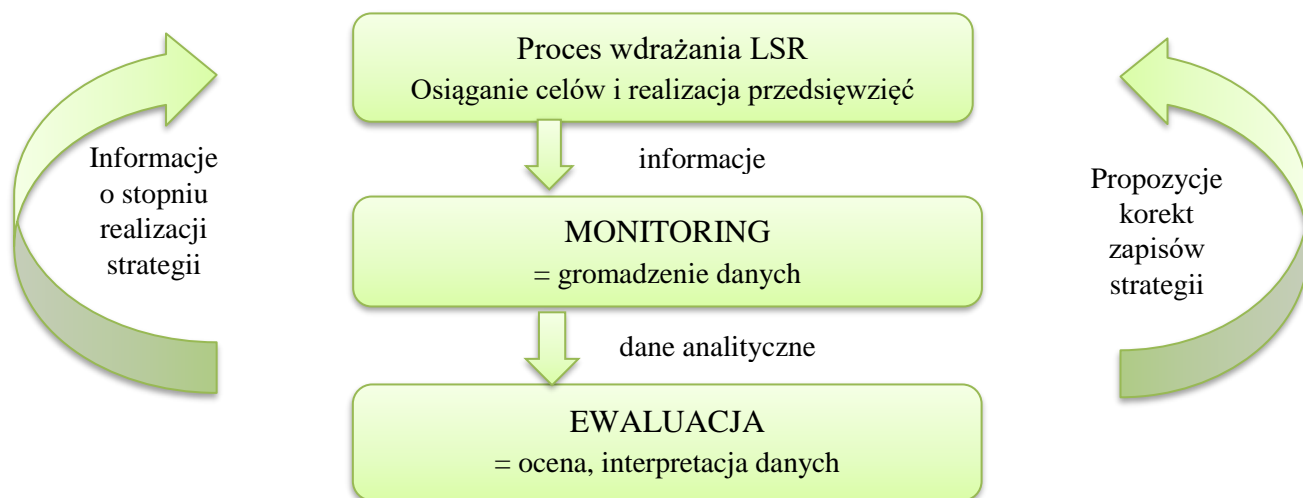 Proces wdrażania LSR
Osiąganie celów i realizacja przedsięwzięć
informacje
Informacje
o stopniu
realizacji
strategii
Propozycje
korekt
zapisów
strategii
MONITORING
= gromadzenie danych
dane analityczne
EWALUACJA
= ocena, interpretacja danych